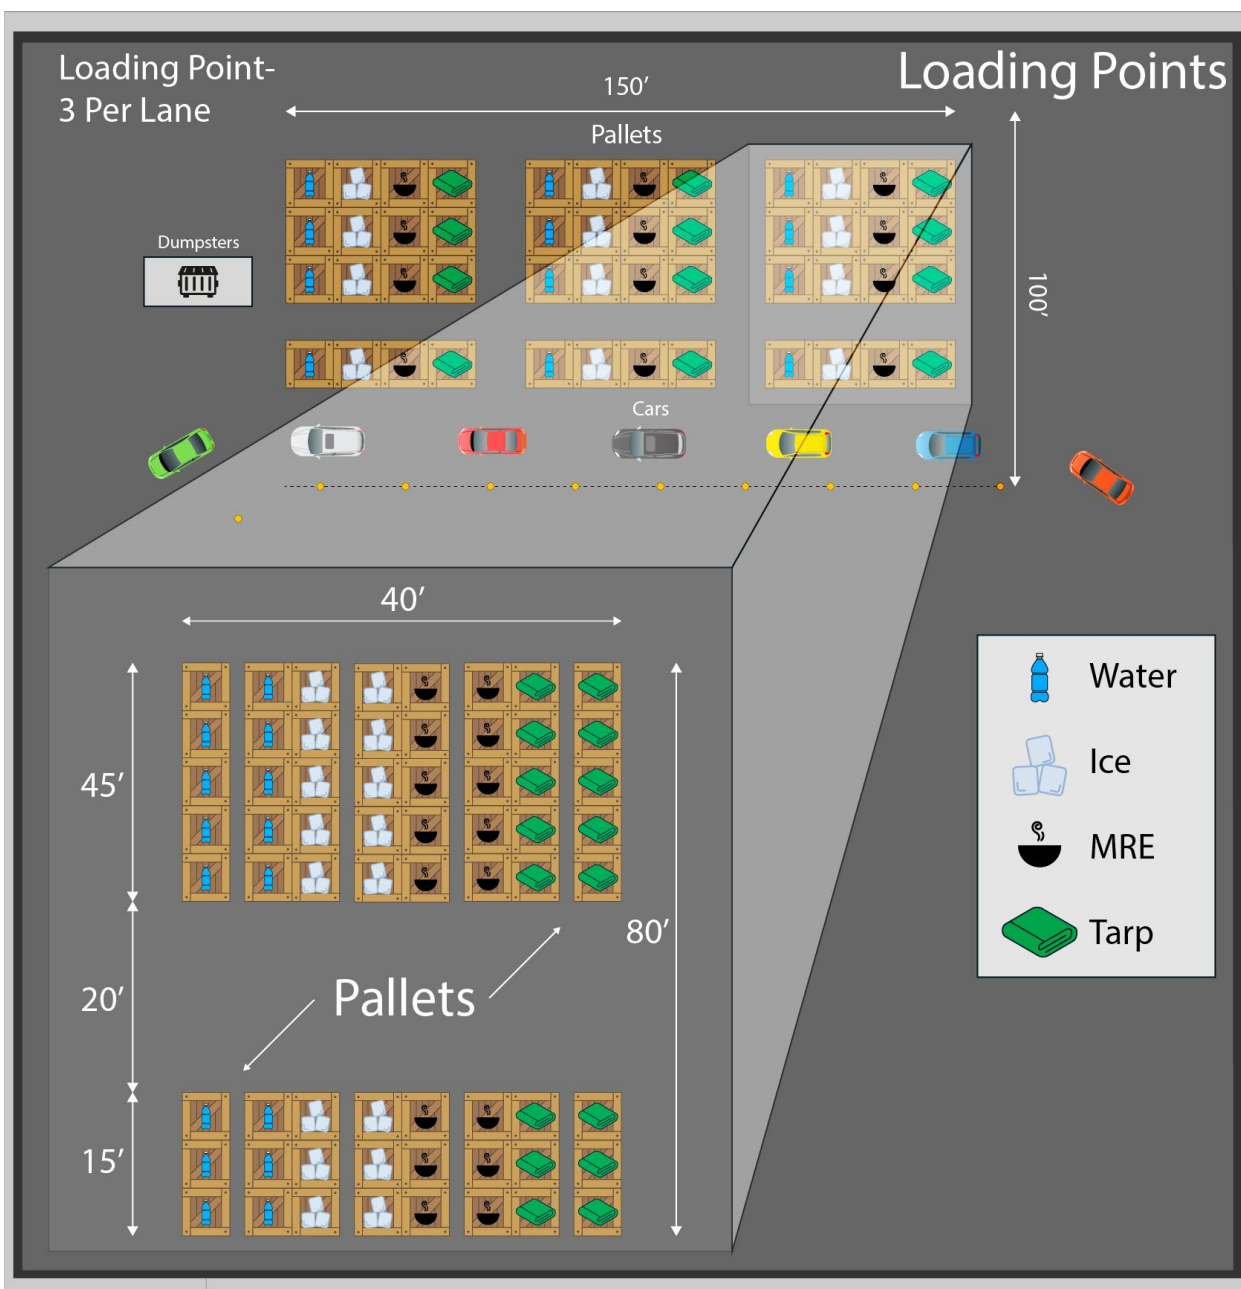 Loading Point-
3 Per Lane
Loading Points
150’
Pallets
Dumpsters
100’
Cars
40’
45’
80’
20’
Pallets
15’
Water
Ice
MRE
Tarp